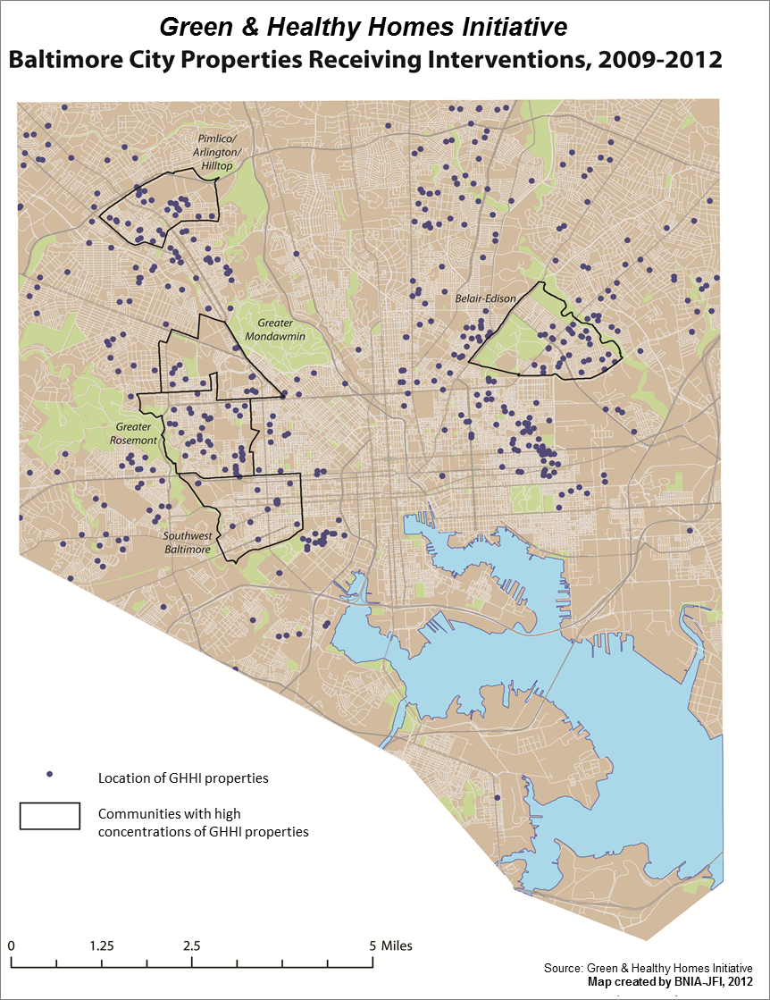 Green & Healthy Homes Initiative
Baltimore City Properties Receiving Interventions, 2009-2012
Pimlico/
Arlington/
Hilltop
Belair-Edison
Greater
Mondawmin
Greater
Rosemont
Southwest
Baltimore
Location of GHHI properties
Communities with high
concentrations of GHHI properties
0 1.25 2.5 5 Miles
Source: Green & Healthy Homes Initiative
Map created by BNIA-JFI, 2012